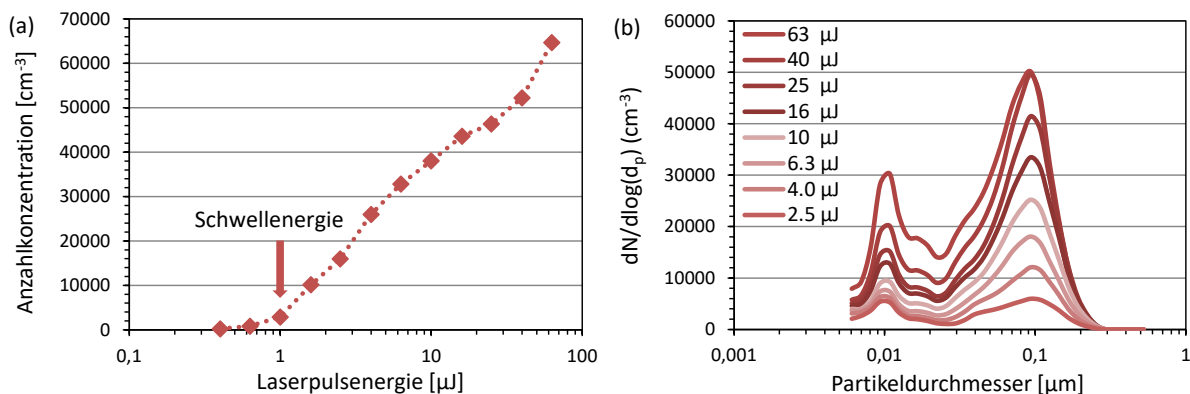 (a)
Anzahlkonzentration [cm⁻³]
70000
60000
50000
40000
30000
20000
10000
0
Schwellenergie
0,1
1
10
100
Laserpulsenergie [µJ]
(b)
dN/dlog(dₚ) (cm⁻³)
60000
50000
40000
30000
20000
10000
0
63 µJ
40 µJ
25 µJ
16 µJ
10 µJ
6.3 µJ
4.0 µJ
2.5 µJ
0,001
0,01
0,1
1
Partikeldurchmesser [µm]